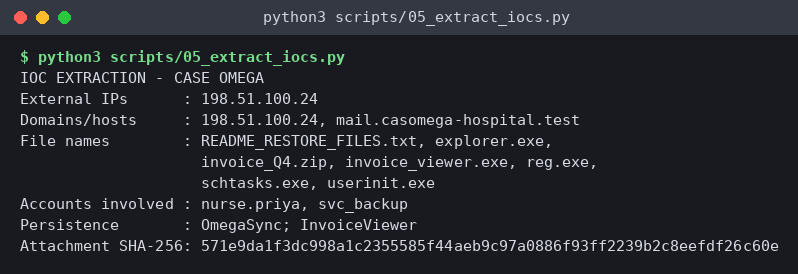 python3 scripts/05_extract_iocs.py
$ python3 scripts/05_extract_iocs.py
IOC EXTRACTION - CASE OMEGA
External IPs      : 198.51.100.24
Domains/hosts     : 198.51.100.24, mail.casomega-hospital.test
File names        : README_RESTORE_FILES.txt, explorer.exe,
                    invoice_Q4.zip, invoice_viewer.exe, reg.exe,
                    schtasks.exe, userinit.exe
Accounts involved : nurse.priya, svc_backup
Persistence       : OmegaSync; InvoiceViewer
Attachment SHA-256: 571e9da1f3dc998a1c2355585f44aeb9c97a0886f93ff2239b2c8eefdf26c60e